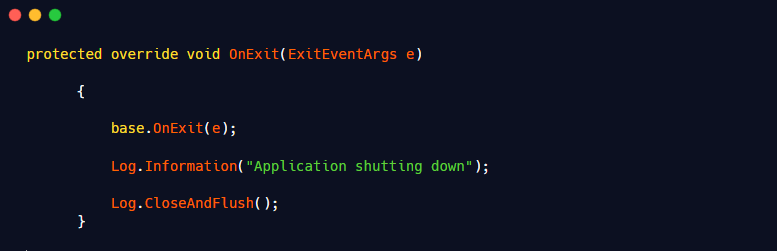 protected override void OnExit(ExitEventArgs e)
{
base.OnExit(e);
Log.Information("Application shutting down");
Log.CloseAndFlush();
}